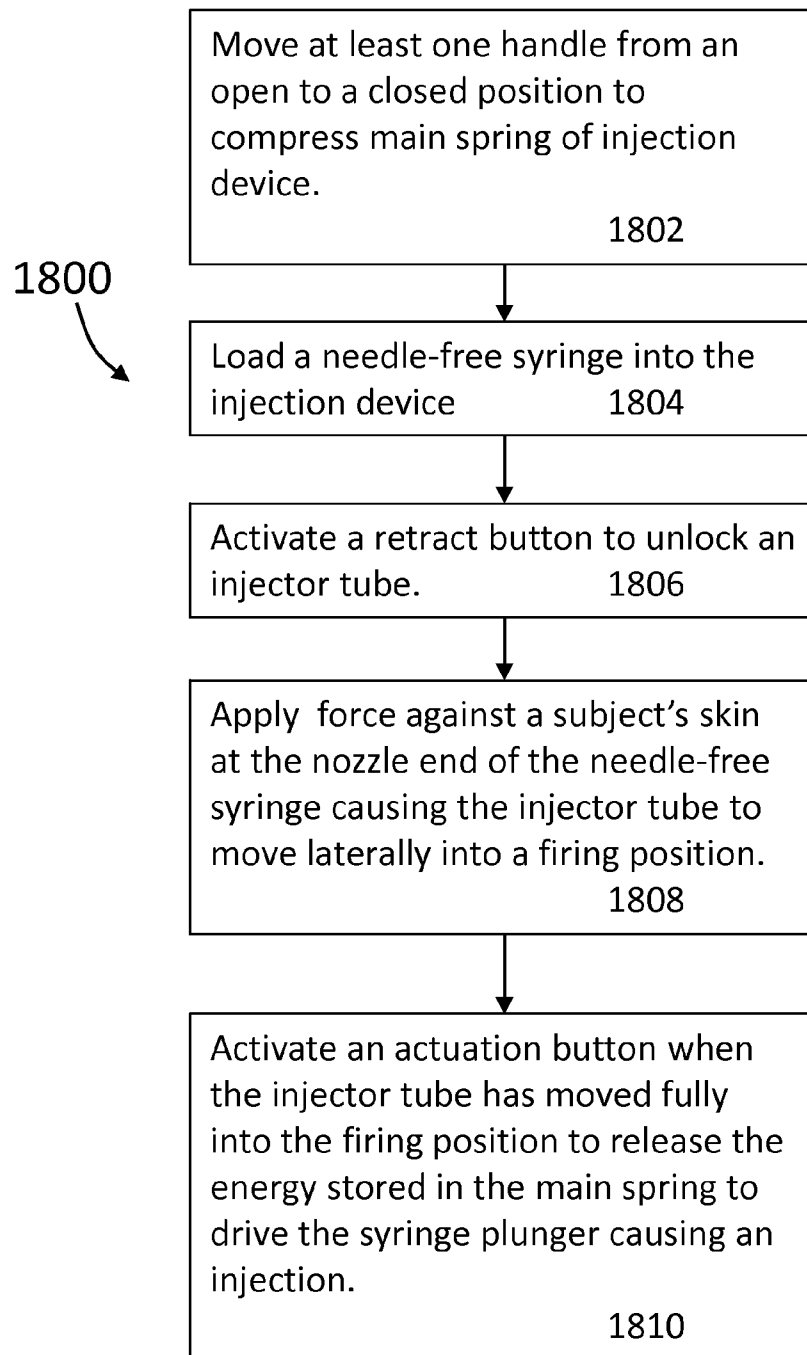 Move at least one handle from an
open to a closed position to
compress main spring of injection
device.
1802
1800
Load a needle-free syringe into the
injection device 1804
Activate a retract button to unlock an
injector tube. 1806
Apply force against a subject's skin
at the nozzle end of the needle-free
syringe causing the injector tube to
move laterally into a firing position.
1808
Activate an actuation button when
the injector tube has moved fully
into the firing position to release the
energy stored in the main spring to
drive the syringe plunger causing an
injection.
1810